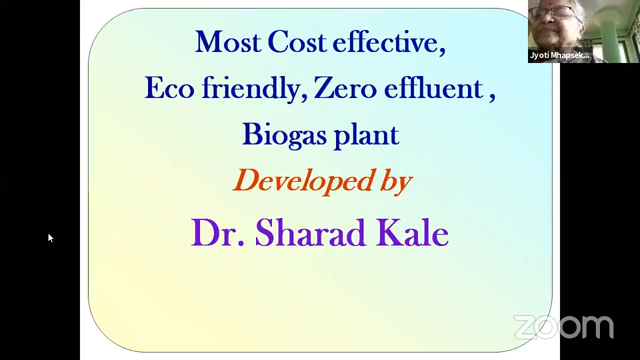 Most Cost effective,
Eco friendly, Zero effluent ,
Biogas plant
Developed by
Dr. Sharad Kale
Jyoti Mhapsek...
zoom